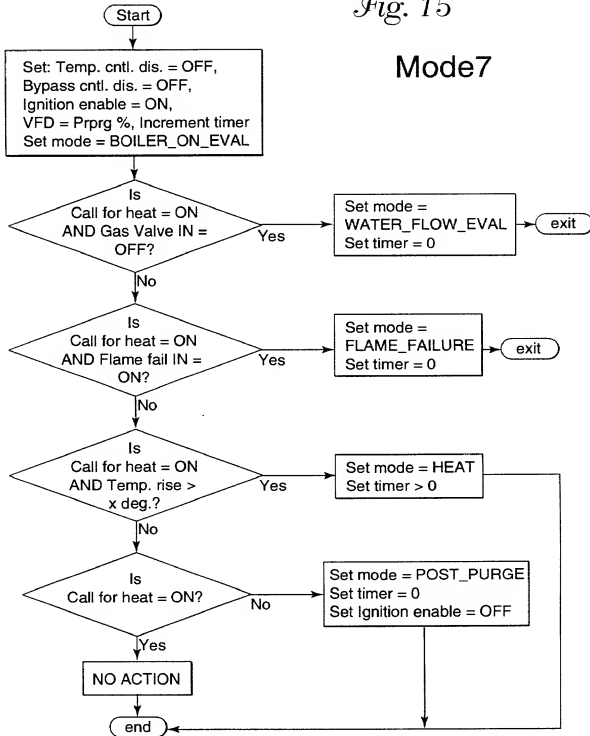 Start
Fig. 15
Mode7
Set: Temp. cntl. dis. = OFF,
Bypass cntl. dis. = OFF,
Ignition enable = ON,
VFD = Prprg %, Increment timer
Set mode = BOILER_ON_EVAL
Is
Call for heat = ON
AND Gas Valve IN =
OFF?
Yes
Set mode =
WATER_FLOW_EVAL
Set timer = 0
exit
No
Is
Call for heat = ON
AND Flame fail IN =
ON?
Yes
Set mode =
FLAME_FAILURE
Set timer = 0
exit
No
Is
Call for heat = ON
AND Temp. rise >
x deg.?
Yes
Set mode = HEAT
Set timer > 0
No
Is
Call for heat = ON?
No
Set mode = POST_PURGE
Set timer = 0
Set Ignition enable = OFF
Yes
NO ACTION
end